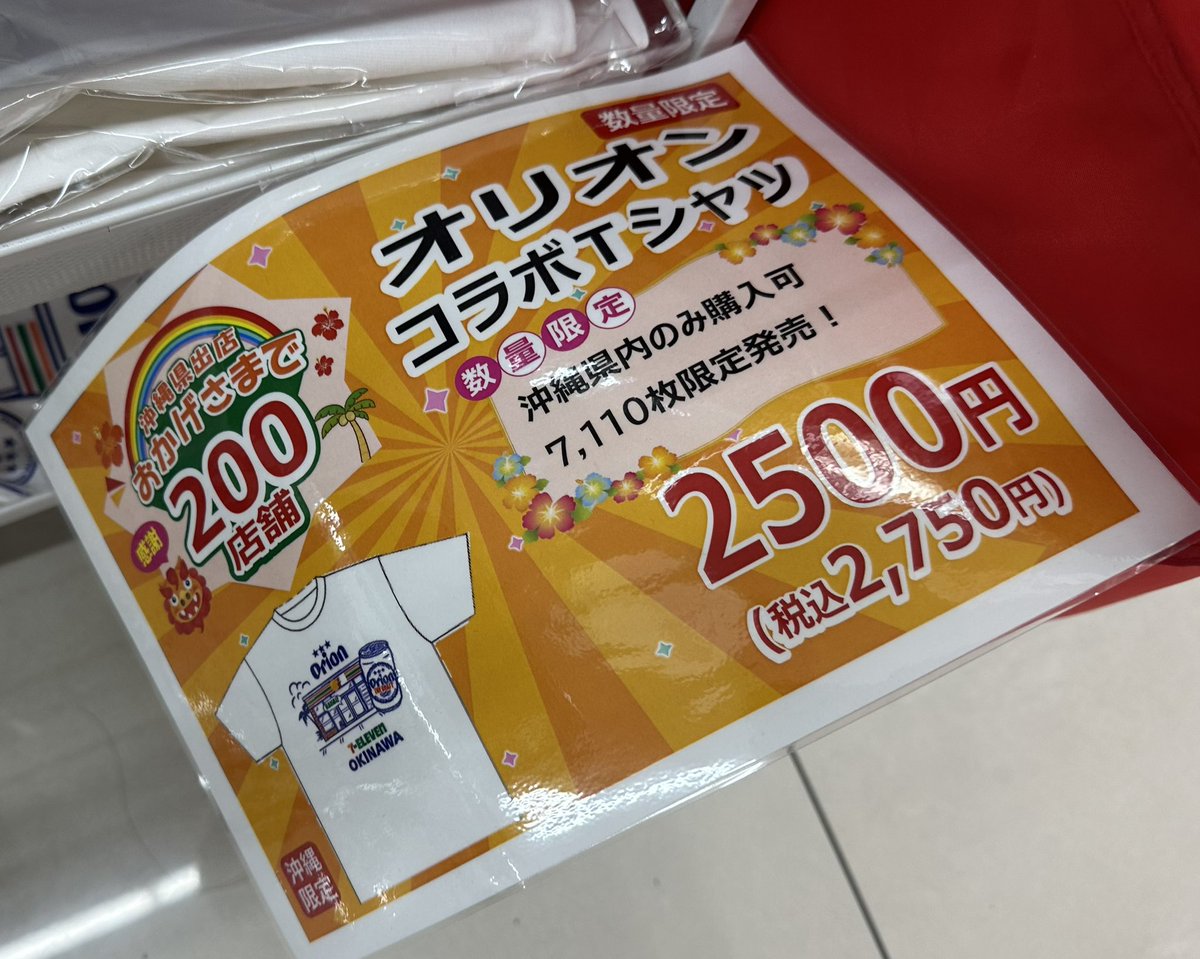 数量限定
オリオン
コラボTシャツ
数量限定
沖縄県内のみ購入可
7,110枚限定発売！
2500円
(税込2,750円)
沖縄県出店
おかげさまで
200
店舗
感謝
Orion
Orion
7-ELEVEN
OKINAWA
沖縄
限定